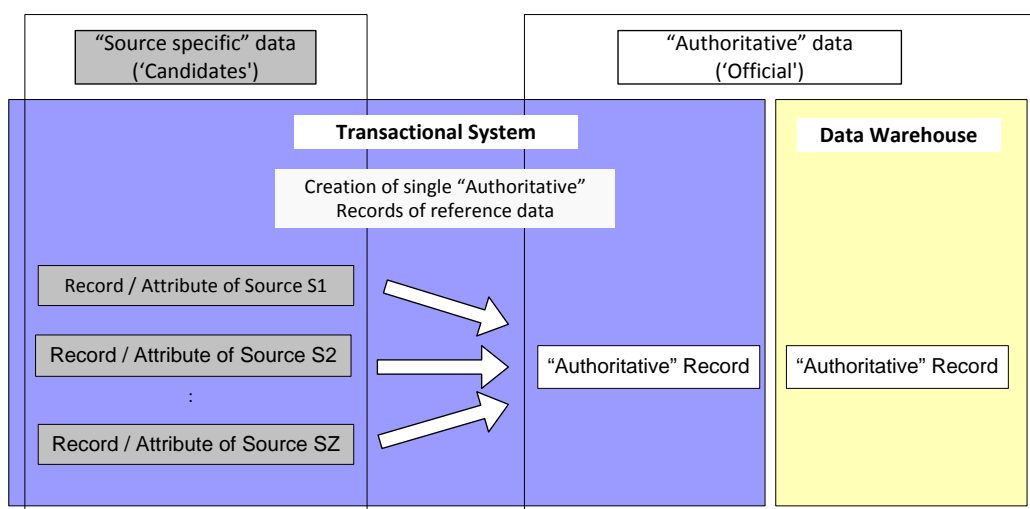 “Source specific” data
(‘Candidates')
“Authoritative” data
(‘Official')
Transactional System
Data Warehouse
Creation of single “Authoritative”
Records of reference data
Record / Attribute of Source S1
Record / Attribute of Source S2
:
Record / Attribute of Source SZ
“Authoritative” Record
“Authoritative” Record